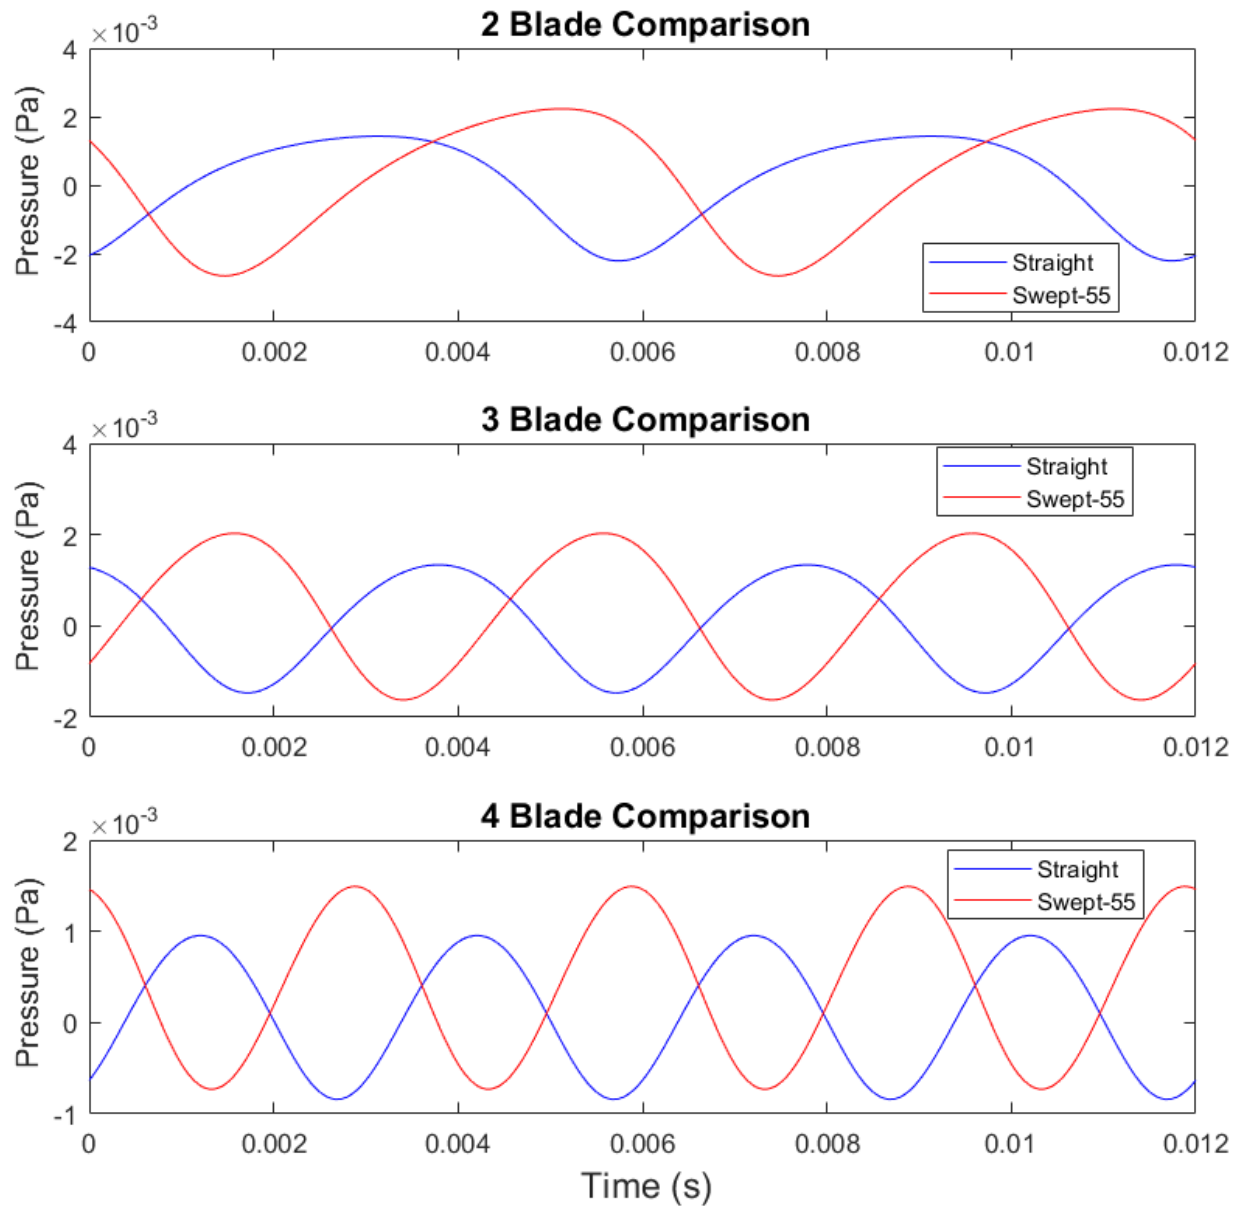 2 Blade Comparison
×10-3
4
2
0
-2
-4
Pressure (Pa)
Straight
Swept-55
0 0.002 0.004 0.006 0.008 0.01 0.012
3 Blade Comparison
×10-3
4
2
0
-2
Pressure (Pa)
Straight
Swept-55
0 0.002 0.004 0.006 0.008 0.01 0.012
4 Blade Comparison
×10-3
2
1
0
-1
Pressure (Pa)
Straight
Swept-55
0 0.002 0.004 0.006 0.008 0.01 0.012
Time (s)